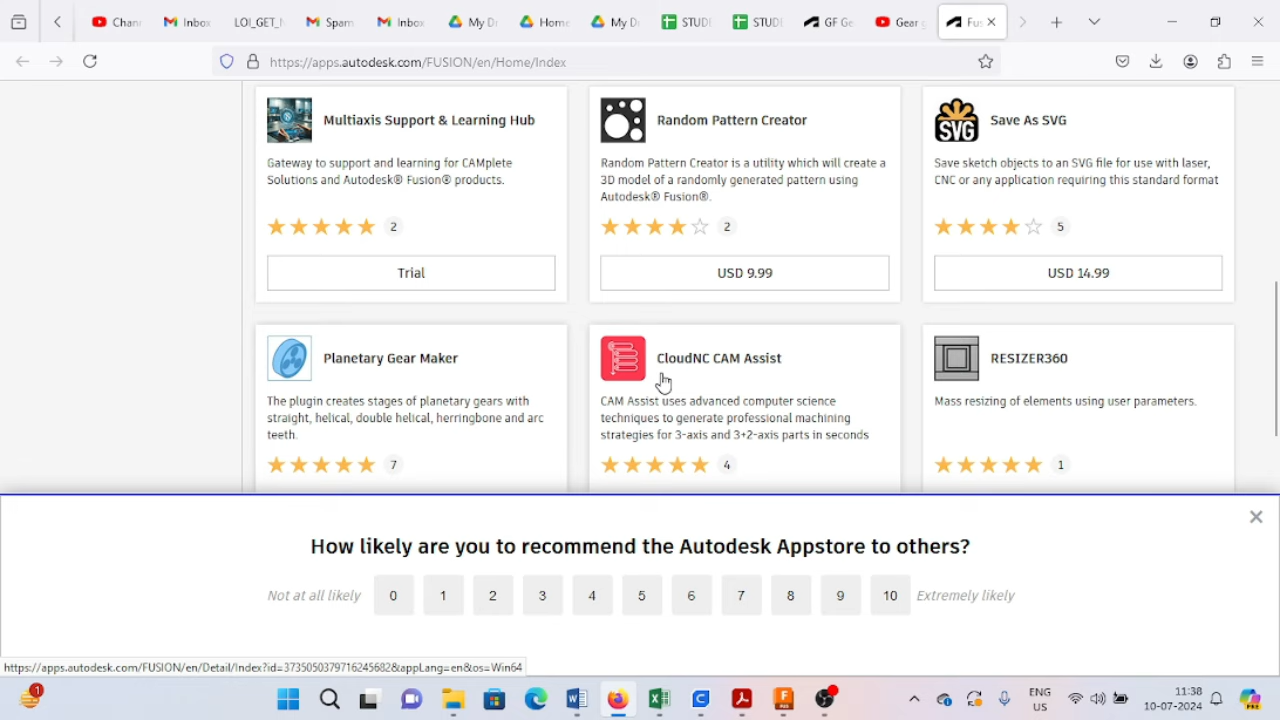 Chann
Inbox
LOI_GET_N
Spam
Inbox
My Dr
Home
My Dr
STUDE
STUDE
GF Ge
Gear g
Fus
https://apps.autodesk.com/FUSION/en/Home/Index
Multiaxis Support & Learning Hub
Gateway to support and learning for CAMplete
Solutions and Autodesk® Fusion® products.
2
Trial
Random Pattern Creator
Random Pattern Creator is a utility which will create a
3D model of a randomly generated pattern using
Autodesk® Fusion®.
2
USD 9.99
SVG
Save As SVG
Save sketch objects to an SVG file for use with laser,
CNC or any application requiring this standard format
5
USD 14.99
Planetary Gear Maker
The plugin creates stages of planetary gears with
straight, helical, double helical, herringbone and arc
teeth.
7
CloudNC CAM Assist
CAM Assist uses advanced computer science
techniques to generate professional machining
strategies for 3-axis and 3+2-axis parts in seconds
4
RESIZER360
Mass resizing of elements using user parameters.
1
How likely are you to recommend the Autodesk Appstore to others?
Not at all likely 0 1 2 3 4 5 6 7 8 9 10 Extremely likely
https://apps.autodesk.com/FUSION/en/Detail/Index?id=3735050379716245682&appLang=en&os=Win64
1
ENG
US
11:38
10-07-2024